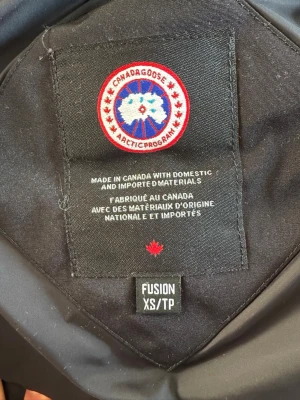 CANADA GOOSE
ARCTIC PROGRAM
MADE IN CANADA WITH DOMESTIC
AND IMPORTED MATERIALS
FABRIQUÉ AU CANADA
AVEC DES MATÉRIAUX D'ORIGINE
NATIONALE ET IMPORTÉS
FUSION
XS/TP